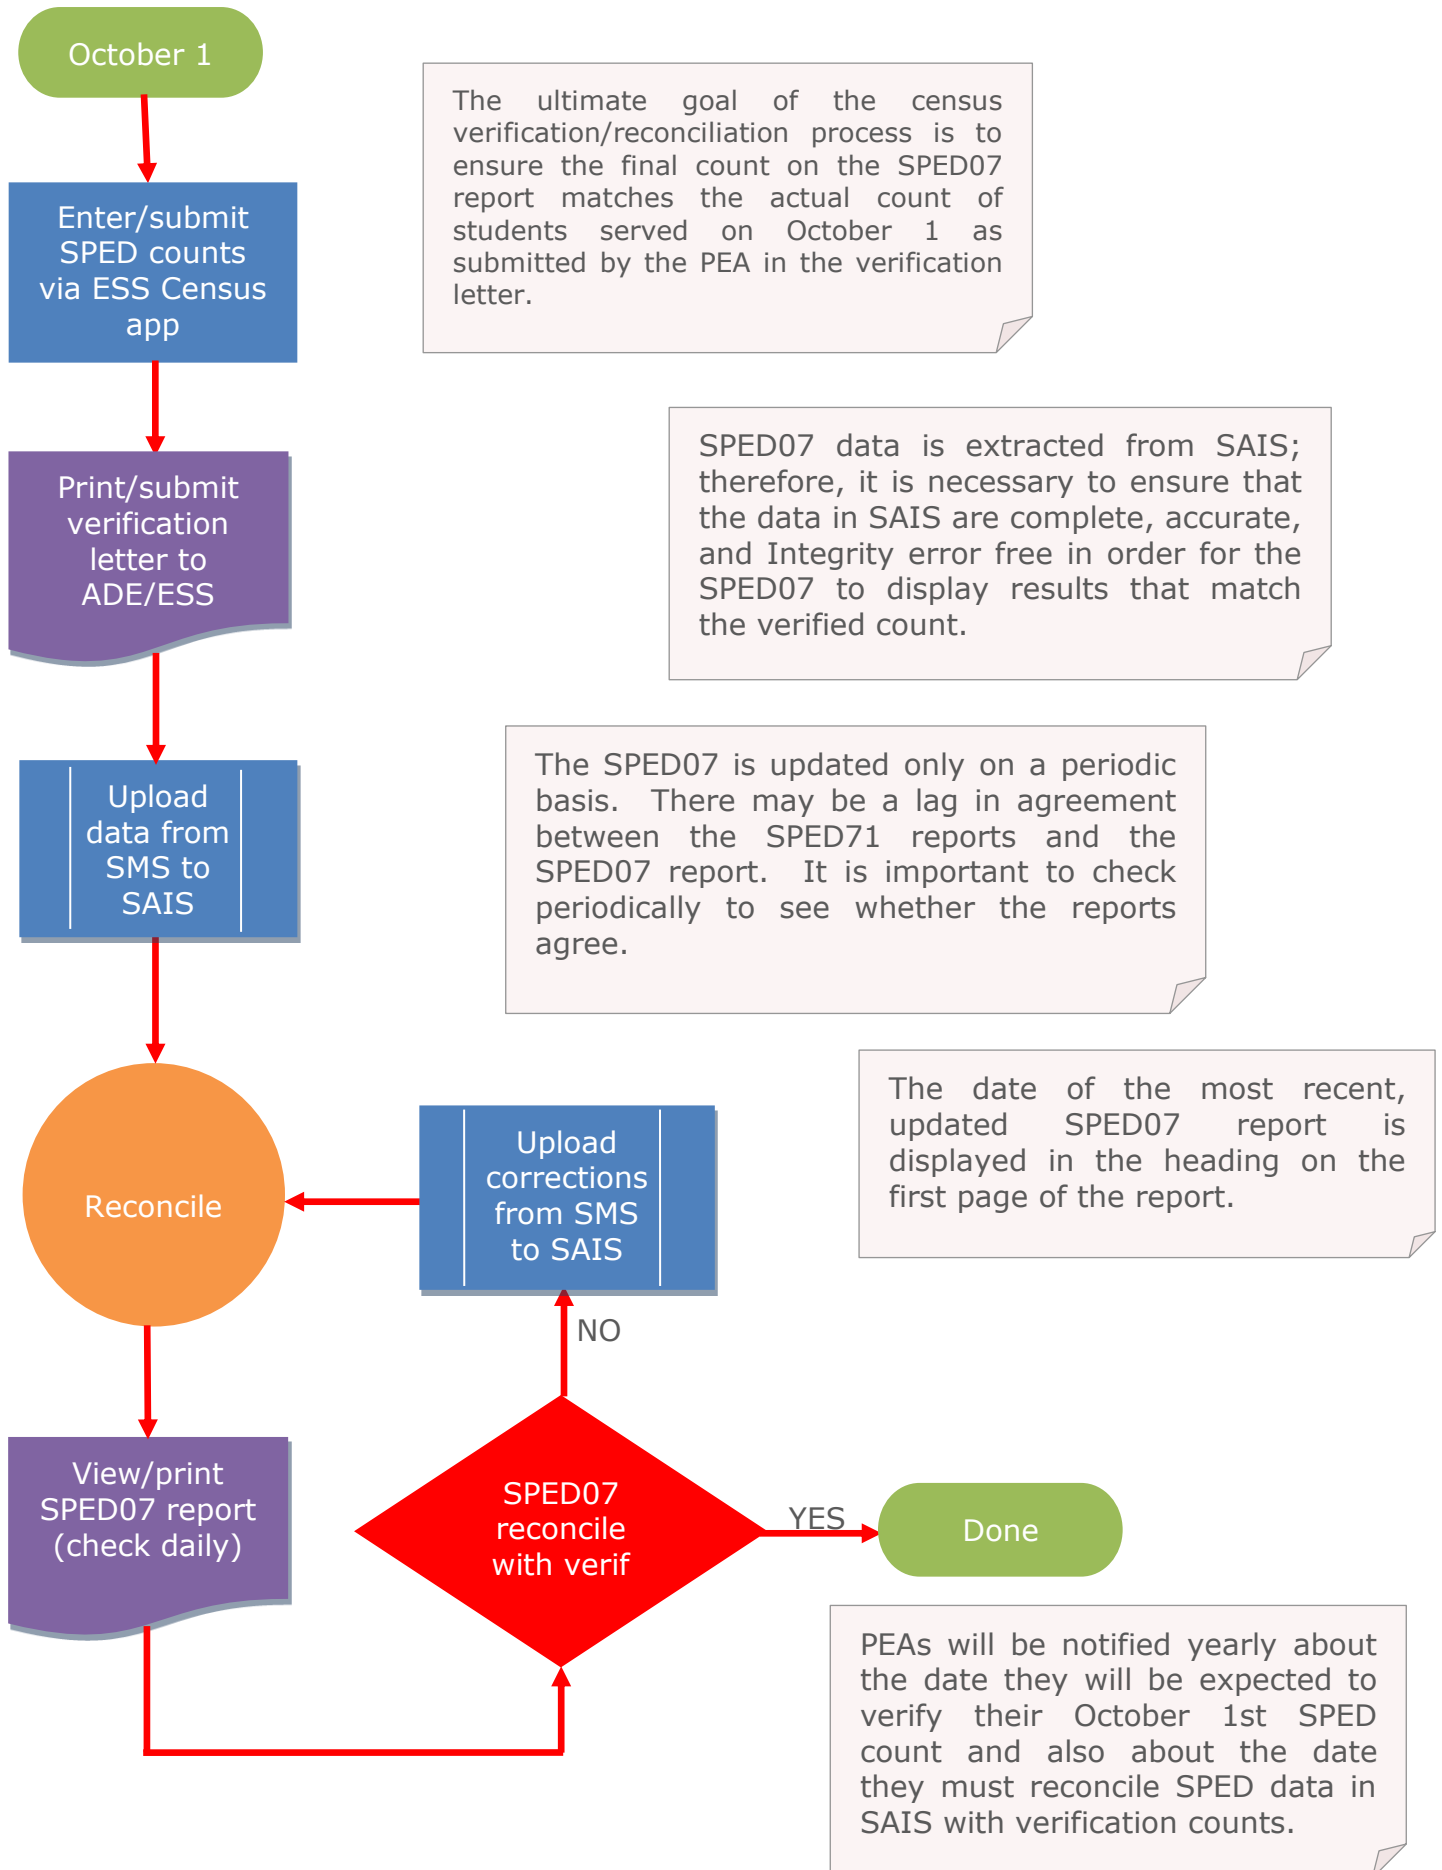 October 1
The ultimate goal of the census
verification/reconciliation process is to
ensure the final count on the SPED07
report matches the actual count of
students served on October 1 as
submitted by the PEA in the verification
letter.
Enter/submit
SPED counts
via ESS Census
app
SPED07 data is extracted from SAIS;
therefore, it is necessary to ensure that
the data in SAIS are complete, accurate,
and Integrity error free in order for the
SPED07 to display results that match
the verified count.
Print/submit
verification
letter to
ADE/ESS
The SPED07 is updated only on a periodic
basis. There may be a lag in agreement
between the SPED71 reports and the
SPED07 report. It is important to check
periodically to see whether the reports
agree.
Upload
data from
SMS to
SAIS
The date of the most recent,
updated SPED07 report is
displayed in the heading on the
first page of the report.
Reconcile
Upload
corrections
from SMS
to SAIS
NO
View/print
SPED07 report
(check daily)
SPED07
reconcile
with verif
YES
Done
PEAs will be notified yearly about
the date they will be expected to
verify their October 1st SPED
count and also about the date
they must reconcile SPED data in
SAIS with verification counts.